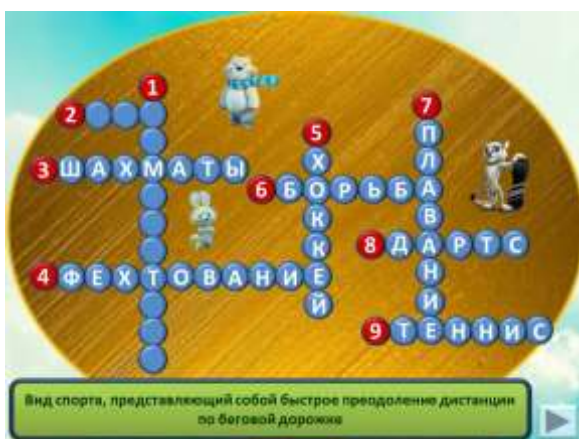 1
2
3 ШАХМАТЫ
4 ФЕХТОВАНИЕ
5 ХОККЕЙ
6 БОРЬБА
7 ПЛАВАНИЕ
8 ДАРТС
9 ТЕННИС
Вид спорта, представляющий собой быстрое преодоление дистанции
по беговой дорожке